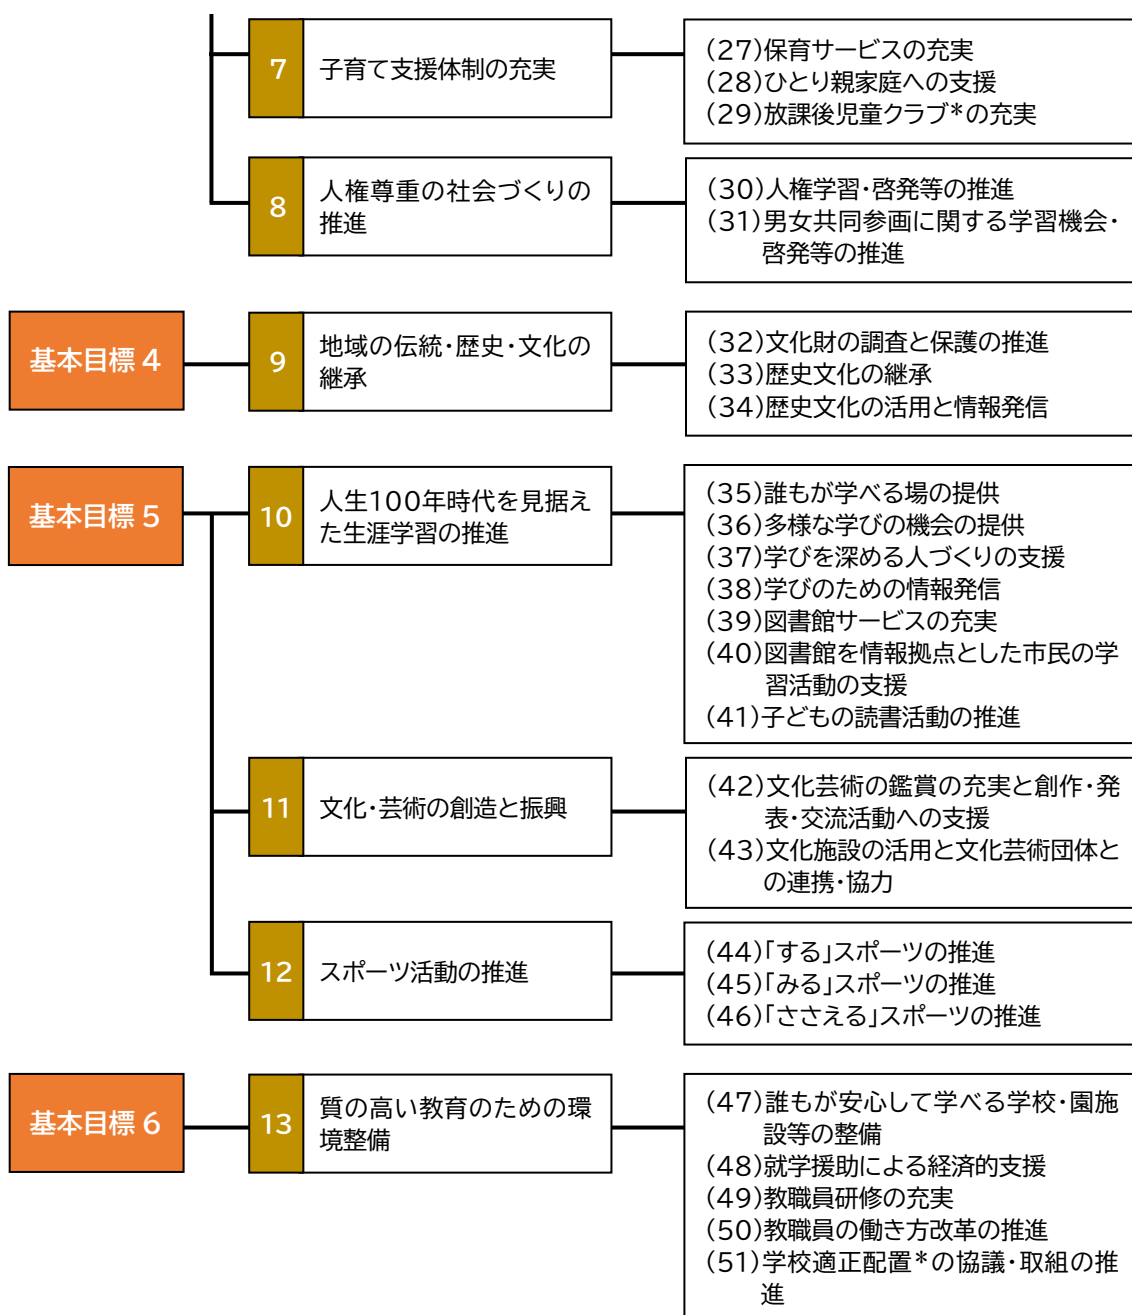 7
子育て支援体制の充実
(27)保育サービスの充実
(28)ひとり親家庭への支援
(29)放課後児童クラブ*の充実
8
人権尊重の社会づくりの
推進
(30)人権学習・啓発等の推進
(31)男女共同参画に関する学習機会・
啓発等の推進
基本目標 4
9
地域の伝統・歴史・文化の
継承
(32)文化財の調査と保護の推進
(33)歴史文化の継承
(34)歴史文化の活用と情報発信
基本目標 5
10
人生100年時代を見据え
た生涯学習の推進
(35)誰もが学べる場の提供
(36)多様な学びの機会の提供
(37)学びを深める人づくりの支援
(38)学びのための情報発信
(39)図書館サービスの充実
(40)図書館を情報拠点とした市民の学
習活動の支援
(41)子どもの読書活動の推進
11
文化・芸術の創造と振興
(42)文化芸術の鑑賞の充実と創作・発
表・交流活動への支援
(43)文化施設の活用と文化芸術団体と
の連携・協力
12
スポーツ活動の推進
(44)「する」スポーツの推進
(45)「みる」スポーツの推進
(46)「ささえる」スポーツの推進
基本目標 6
13
質の高い教育のための環
境整備
(47)誰もが安心して学べる学校・園施
設等の整備
(48)就学援助による経済的支援
(49)教職員研修の充実
(50)教職員の働き方改革の推進
(51)学校適正配置*の協議・取組の推
進